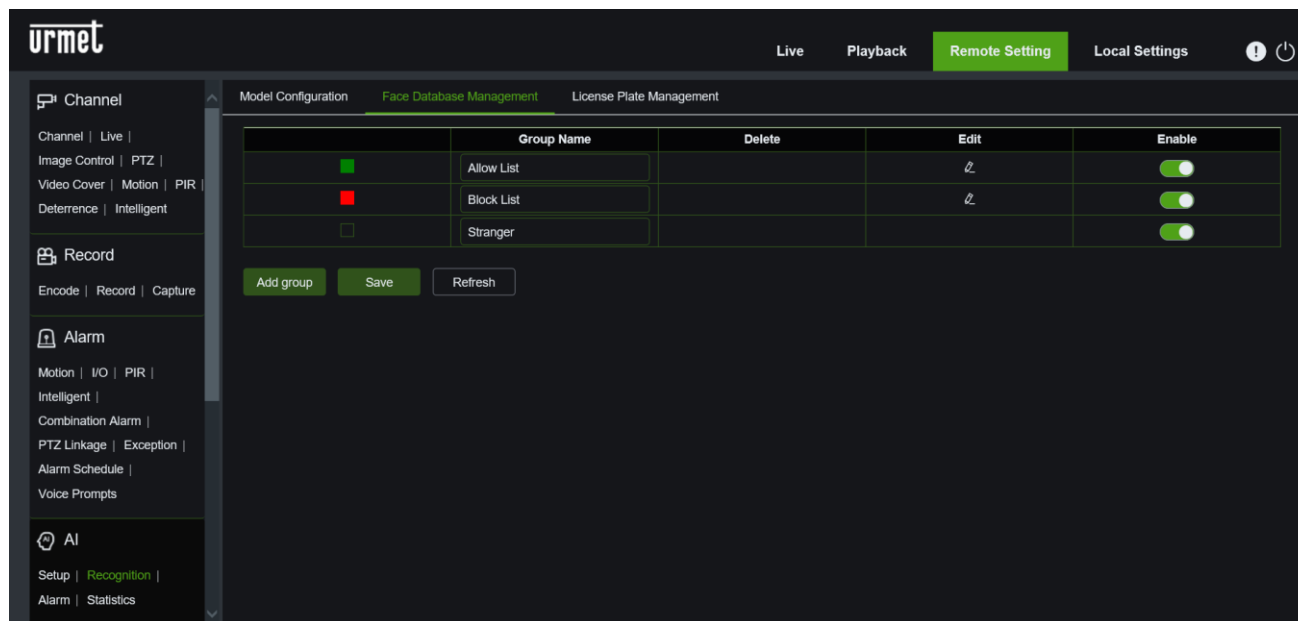 urmet
Live Playback Remote Setting Local Settings
Channel
Channel | Live |
Image Control | PTZ |
Video Cover | Motion | PIR |
Deterrence | Intelligent
Record
Encode | Record | Capture
Alarm
Motion | I/O | PIR |
Intelligent |
Combination Alarm |
PTZ Linkage | Exception |
Alarm Schedule |
Voice Prompts
AI
Setup | Recognition |
Alarm | Statistics
Model Configuration Face Database Management License Plate Management
Group Name Delete Edit Enable
Allow List
Block List
Stranger
Add group Save Refresh